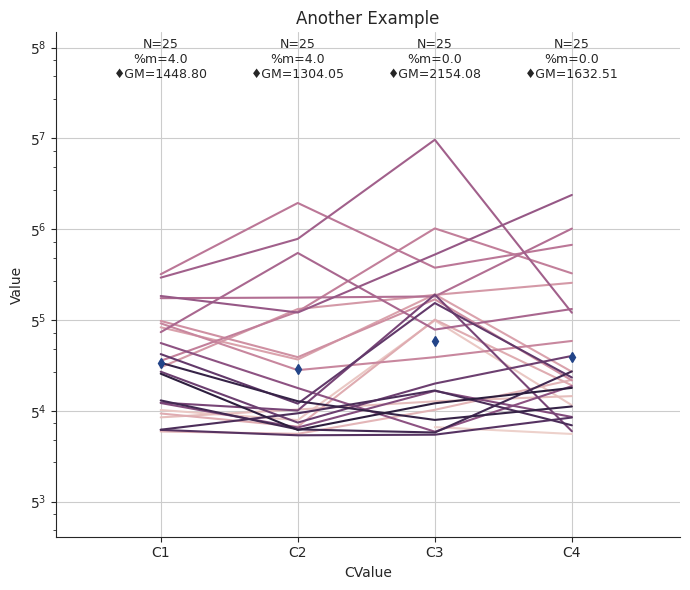 Another Example
N=25 N=25 N=25 N=25
%m=4.0 %m=4.0 %m=0.0 %m=0.0
♦GM=1448.80 ♦GM=1304.05 ♦GM=2154.08 ♦GM=1632.51
5⁸
5⁷
5⁶
5⁵
5⁴
5³
Value
C1 C2 C3 C4
CValue